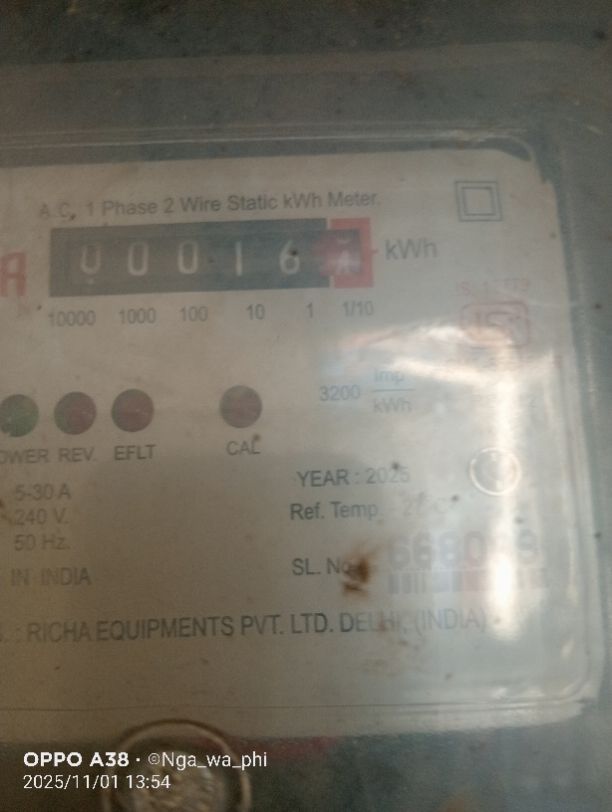 A.C. 1 Phase 2 Wire Static kWh Meter.
0 0 0 1 6 kWh
10000 1000 100 10 1 1/10
3200 Imp
kWh
REV. EFLT CAL
5-30 A
240 V.
50 Hz.
IN INDIA
YEAR : 2025
Ref. Temp.
SL. No.
: RICHA EQUIPMENTS PVT. LTD. DELHI, (INDIA)
OPPO A38 · ©Nga_wa_phi
2025/11/01 13:54